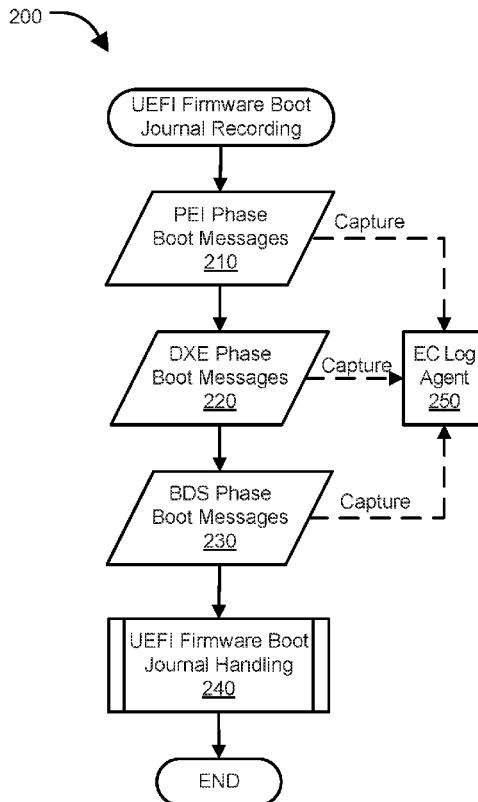 200
UEFI Firmware Boot
Journal Recording
PEI Phase
Boot Messages
210
Capture
DXE Phase
Boot Messages
220
Capture
EC Log
Agent
250
BDS Phase
Boot Messages
230
Capture
UEFI Firmware Boot
Journal Handling
240
END